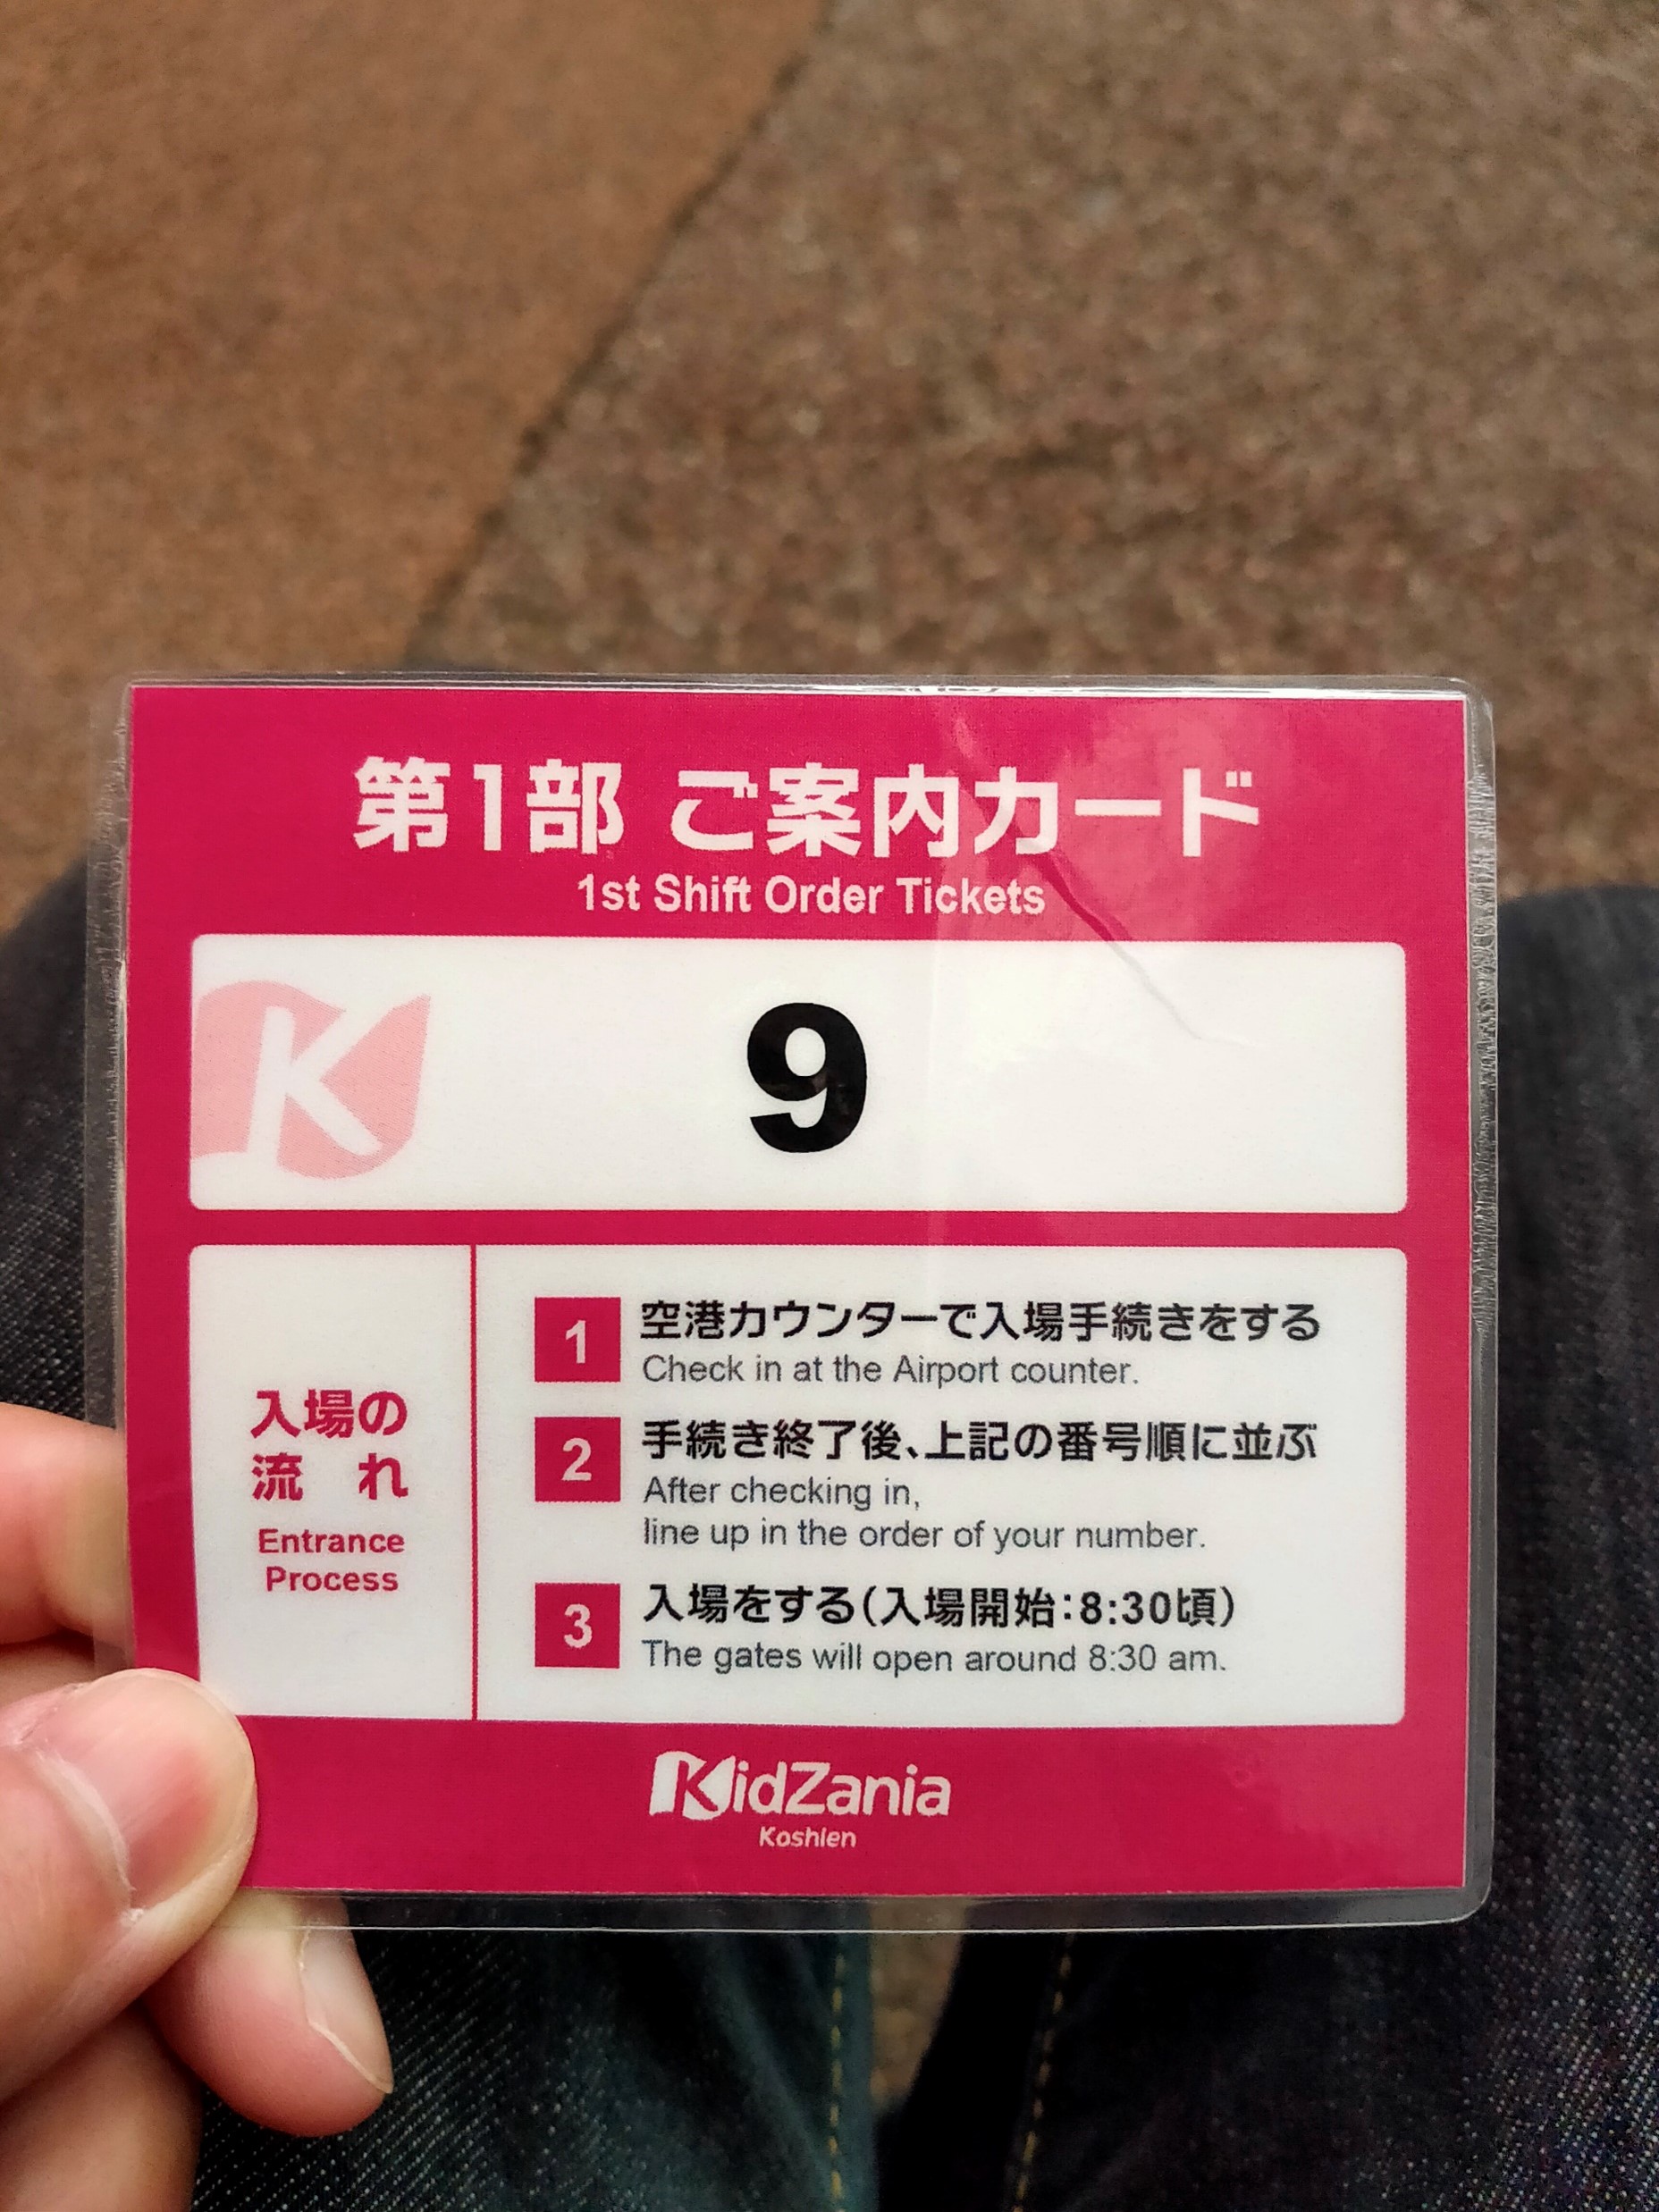 第1部 ご案内カード
1st Shift Order Tickets
K
9
入場の
流　れ
Entrance
Process
1 空港カウンターで入場手続きをする
Check in at the Airport counter.
2 手続き終了後、上記の番号順に並ぶ
After checking in,
line up in the order of your number.
3 入場をする(入場開始:8:30頃)
The gates will open around 8:30 am.
KidZania
Koshien